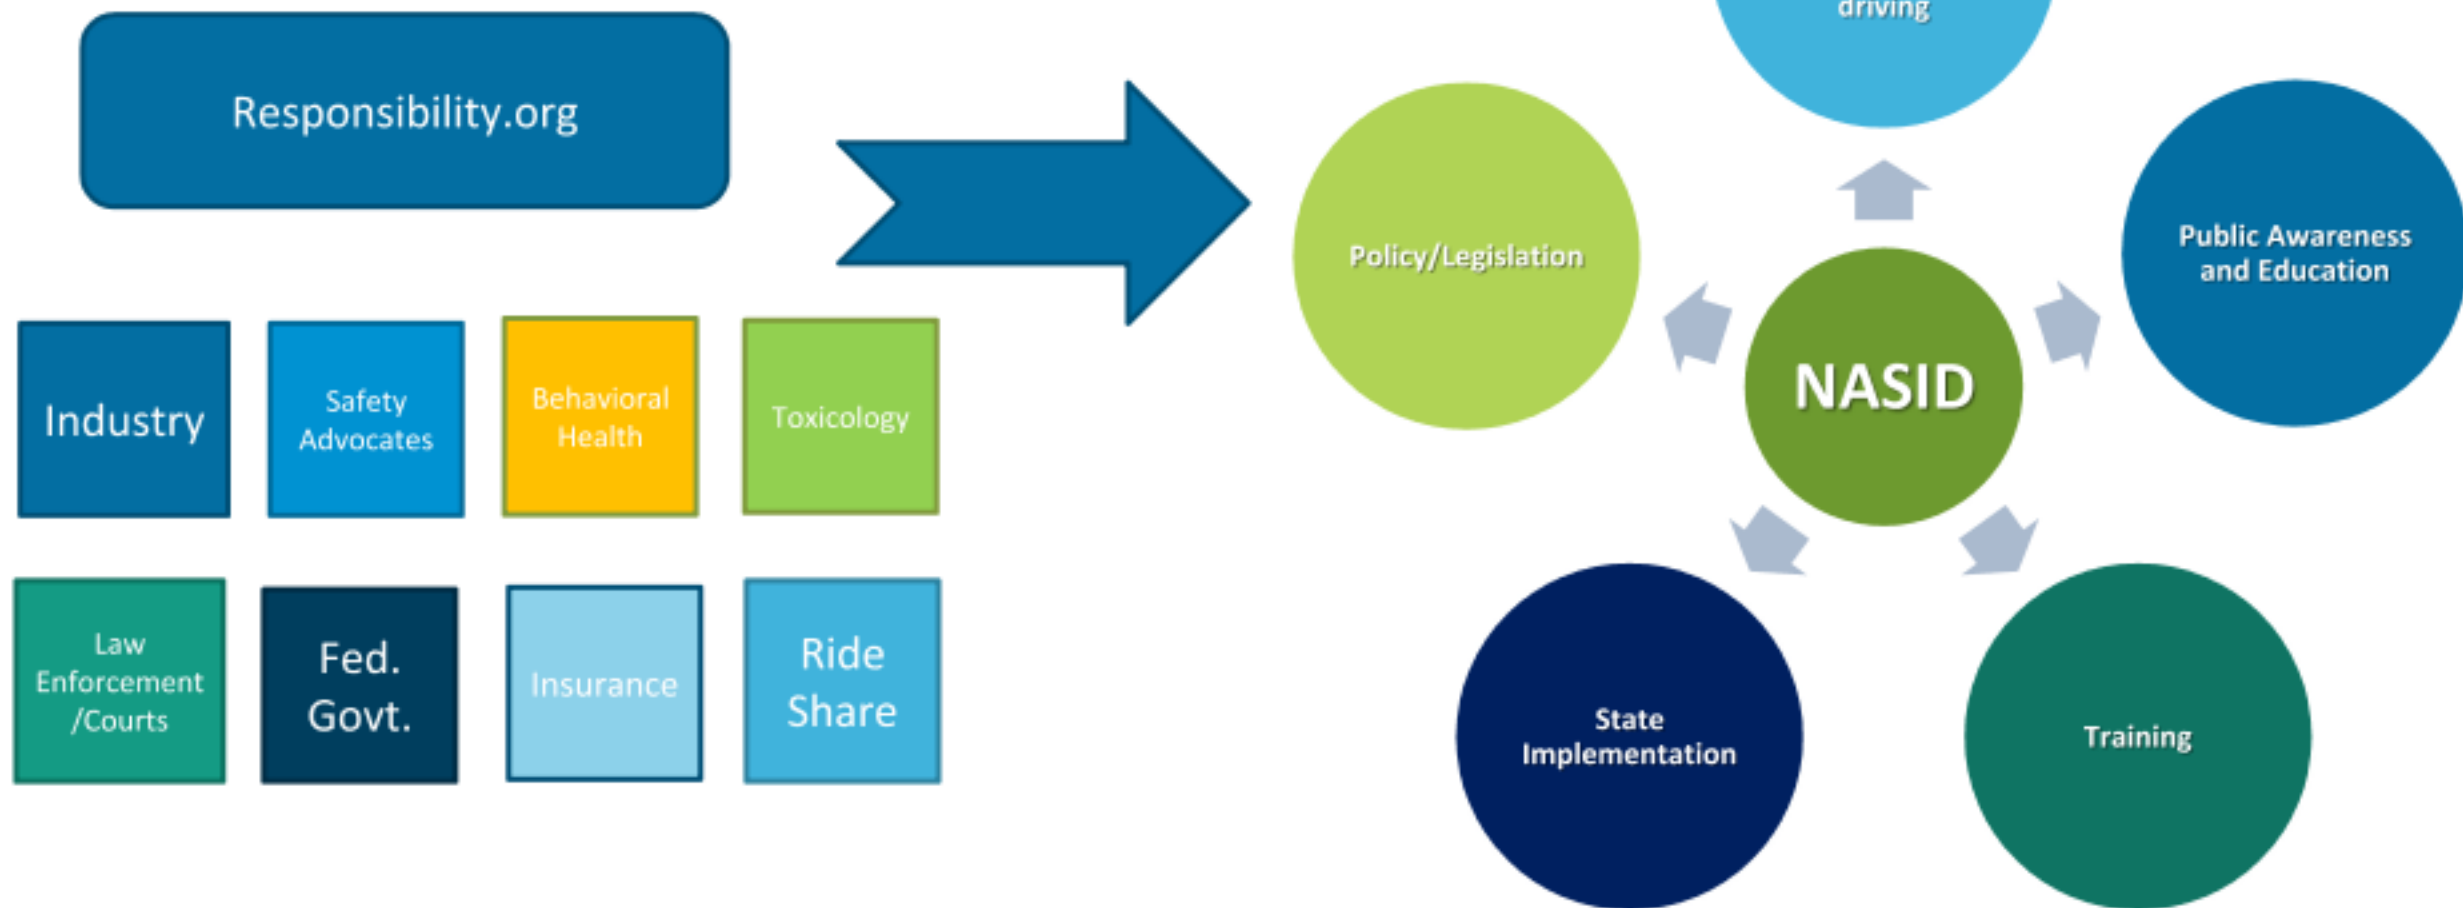 Responsibility.org
Industry
Safety
Advocates
Behavioral
Health
Toxicology
Law
Enforcement
/Courts
Fed.
Govt.
Insurance
Ride
Share
driving
Policy/Legislation
Public Awareness
and Education
NASID
State
Implementation
Training